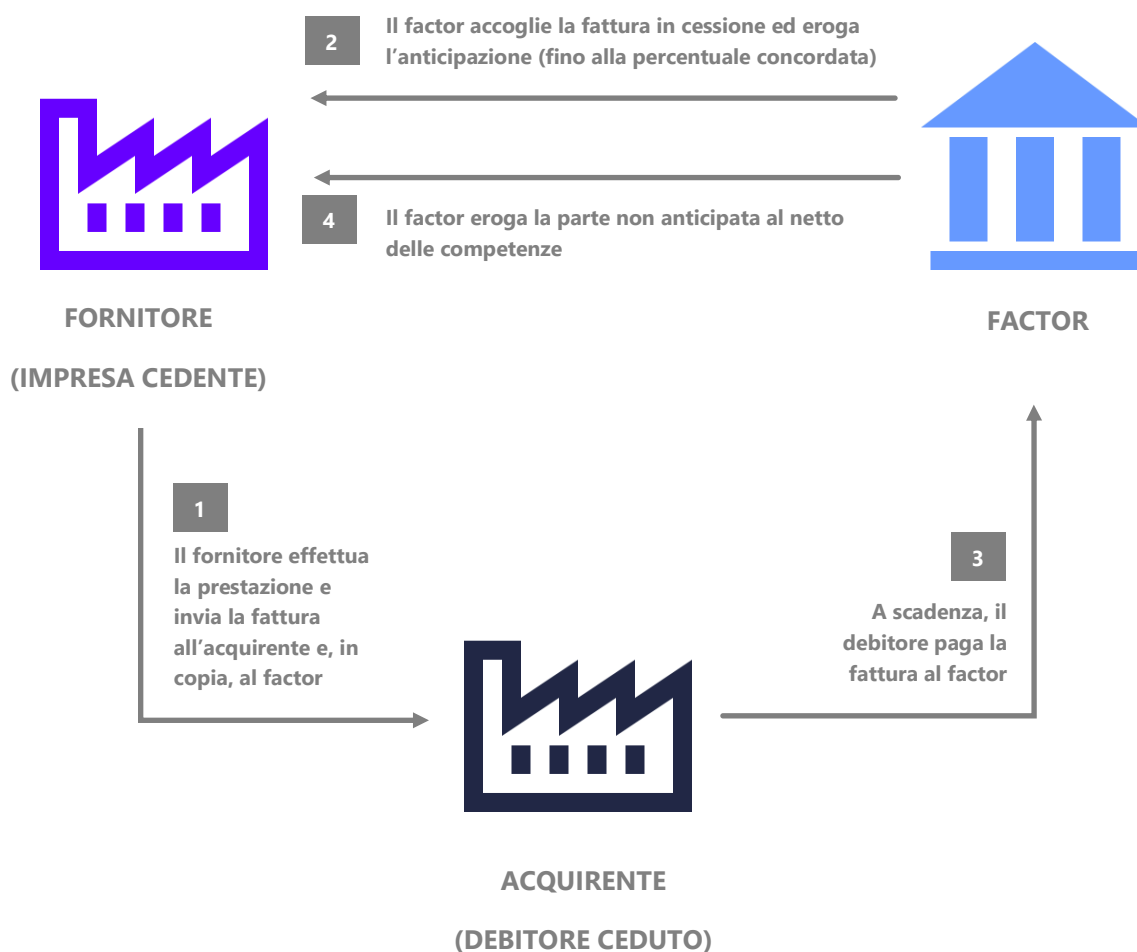 2
Il factor accoglie la fattura in cessione ed eroga
l’anticipazione (fino alla percentuale concordata)
4
Il factor eroga la parte non anticipata al netto
delle competenze
FORNITORE
(IMPRESA CEDENTE)
FACTOR
1
Il fornitore effettua
la prestazione e
invia la fattura
all’acquirente e, in
copia, al factor
3
A scadenza, il
debitore paga la
fattura al factor
ACQUIRENTE
(DEBITORE CEDUTO)